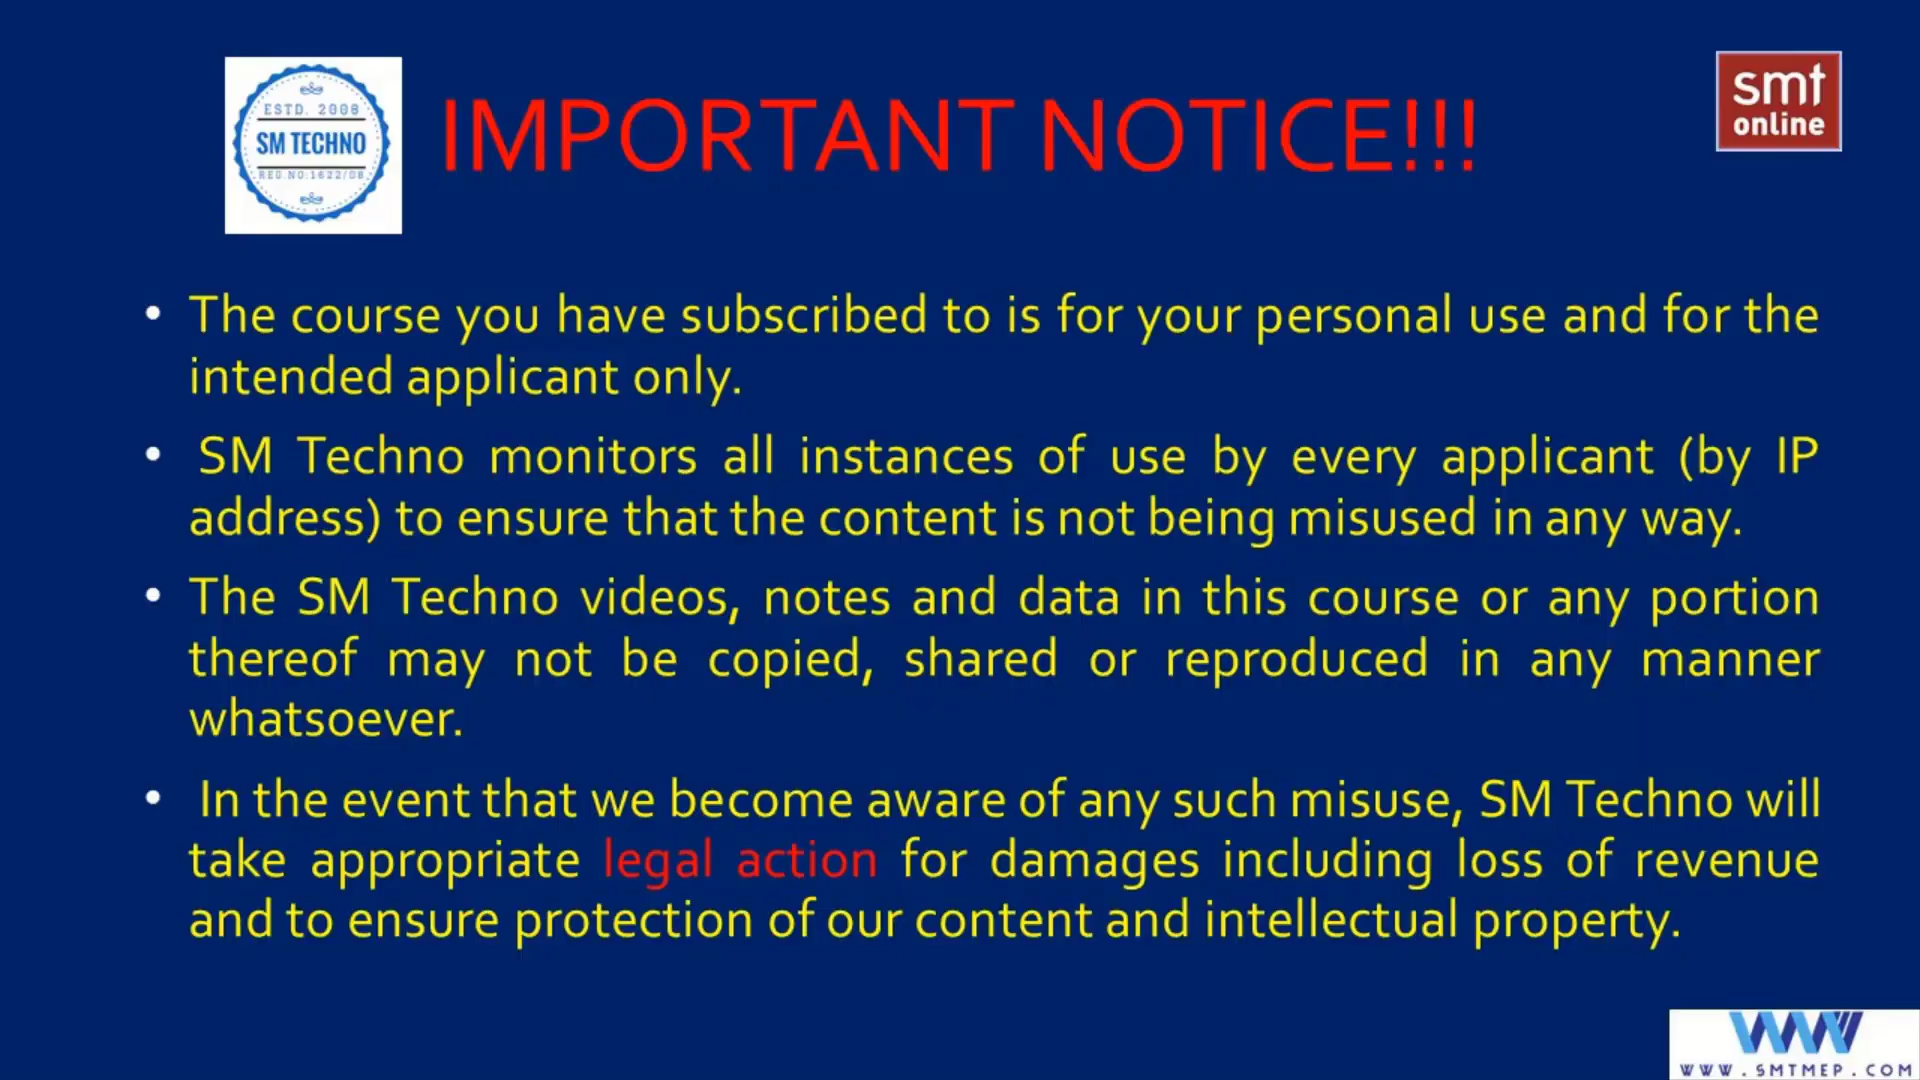 ESTD. 2008
SM TECHNO
REG.NO:1622/08
IMPORTANT NOTICE!!!
smt
online
• The course you have subscribed to is for your personal use and for the
intended applicant only.
• SM Techno monitors all instances of use by every applicant (by IP
address) to ensure that the content is not being misused in any way.
• The SM Techno videos, notes and data in this course or any portion
thereof may not be copied, shared or reproduced in any manner
whatsoever.
• In the event that we become aware of any such misuse, SM Techno will
take appropriate legal action for damages including loss of revenue
and to ensure protection of our content and intellectual property.
WWW.SMTMEP.COM